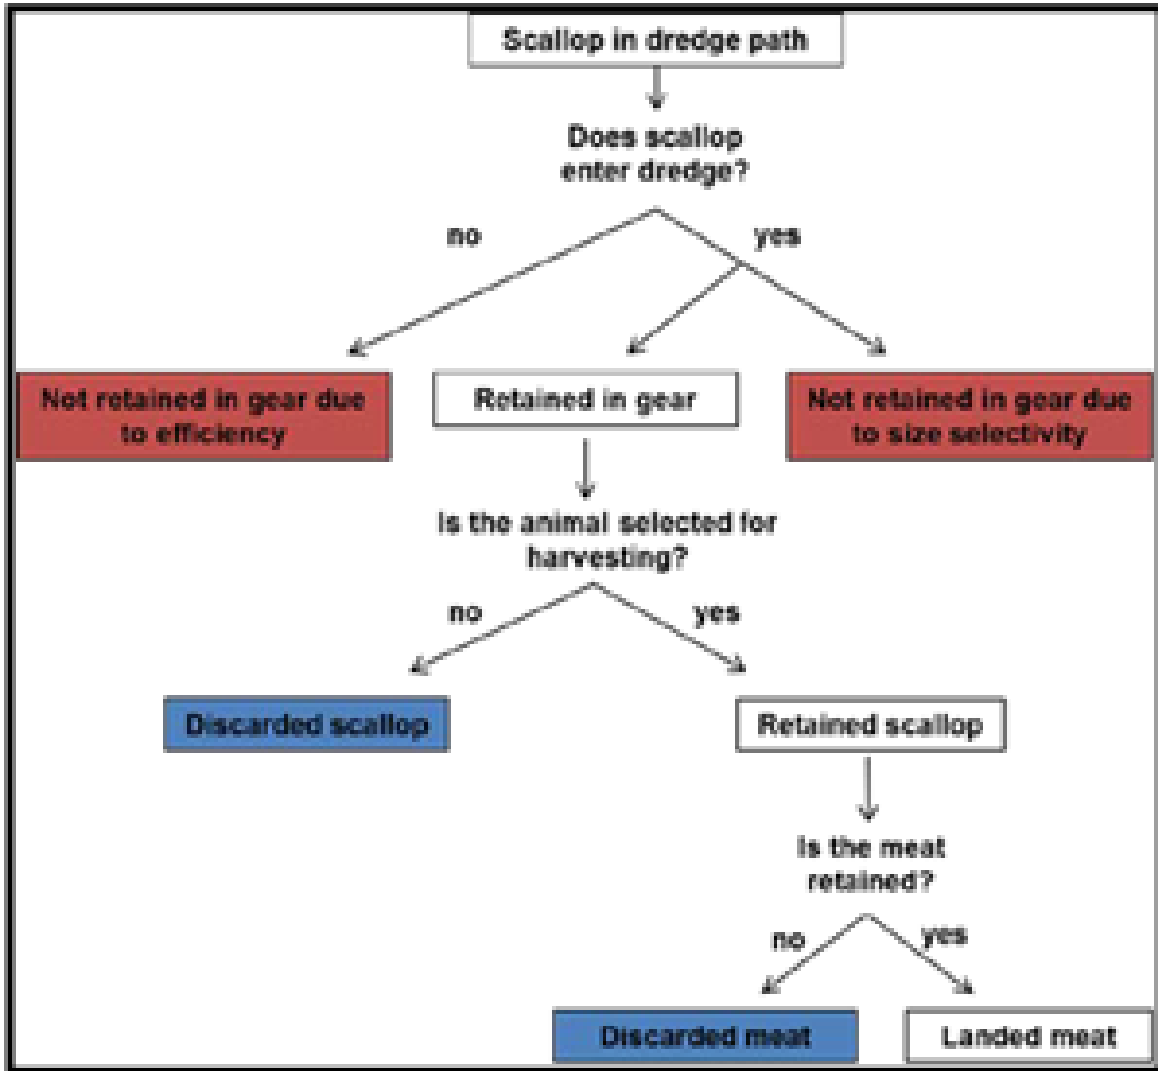 Scallop in dredge path
Does scallop
enter dredge?
no
yes
Not retained in gear due
to efficiency
Retained in gear
Not retained in gear due
to size selectivity
Is the animal selected for
harvesting?
no
yes
Discarded scallop
Retained scallop
Is the meat
retained?
no
yes
Discarded meat
Landed meat